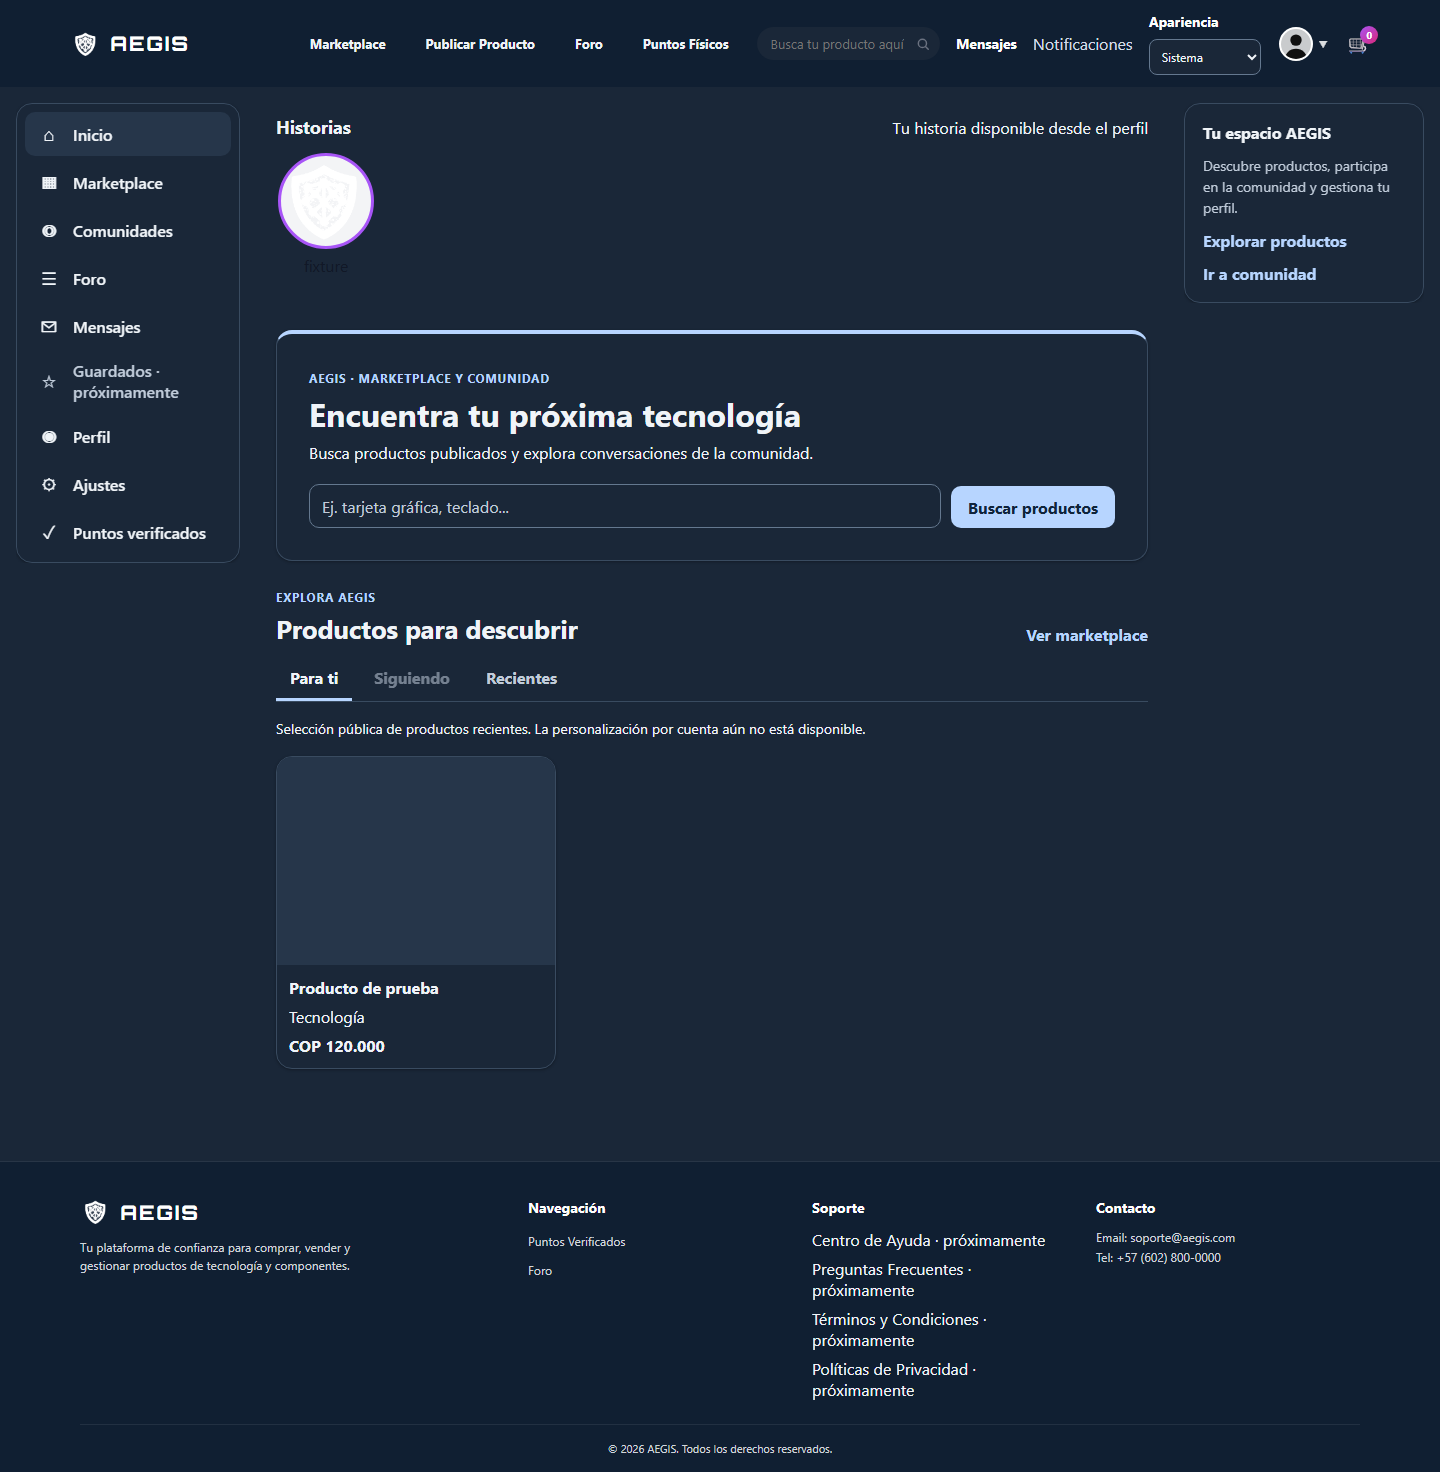 AEGIS
Marketplace
Publicar Producto
Foro
Puntos Físicos
Busca tu producto aquí
Mensajes
Notificaciones
Apariencia
Sistema
0
Inicio
Marketplace
Comunidades
Foro
Mensajes
Guardados ·
próximamente
Perfil
Ajustes
Puntos verificados
Historias
Tu historia disponible desde el perfil
fixture
AEGIS · MARKETPLACE Y COMUNIDAD
Encuentra tu próxima tecnología
Busca productos publicados y explora conversaciones de la comunidad.
Ej. tarjeta gráfica, teclado...
Buscar productos
EXPLORA AEGIS
Productos para descubrir
Ver marketplace
Para ti
Siguiendo
Recientes
Selección pública de productos recientes. La personalización por cuenta aún no está disponible.
Producto de prueba
Tecnología
COP 120.000
Tu espacio AEGIS
Descubre productos, participa
en la comunidad y gestiona tu
perfil.
Explorar productos
Ir a comunidad
AEGIS
Tu plataforma de confianza para comprar, vender y
gestionar productos de tecnología y componentes.
Navegación
Puntos Verificados
Foro
Soporte
Centro de Ayuda · próximamente
Preguntas Frecuentes ·
próximamente
Términos y Condiciones ·
próximamente
Políticas de Privacidad ·
próximamente
Contacto
Email: soporte@aegis.com
Tel: +57 (602) 800-0000
© 2026 AEGIS. Todos los derechos reservados.